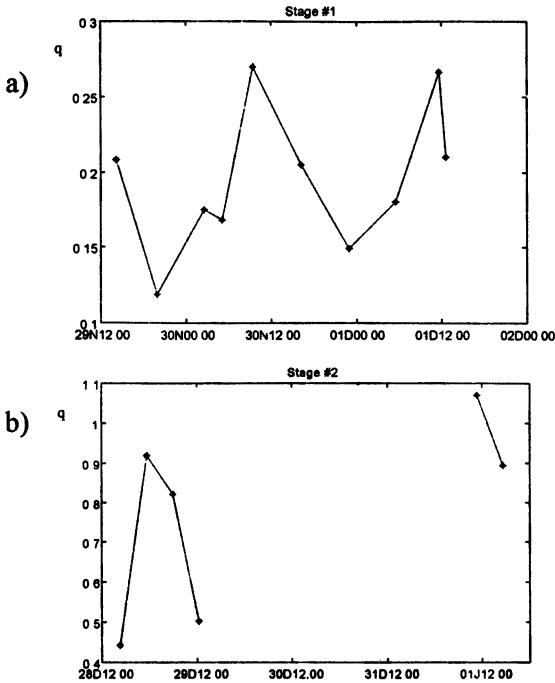 Stage #1
q
a)
0 3
0 25
0 2
0 15
0 1
29N12 00 30N00 00 30N12 00 01D00 00 01D12 00 02D00 00
Stage #2
q
b)
1 1
1
0 9
0 8
0 7
0 6
0 5
0 4
28D12 00 29D12 00 30D12 00 31D12 00 01J12 00